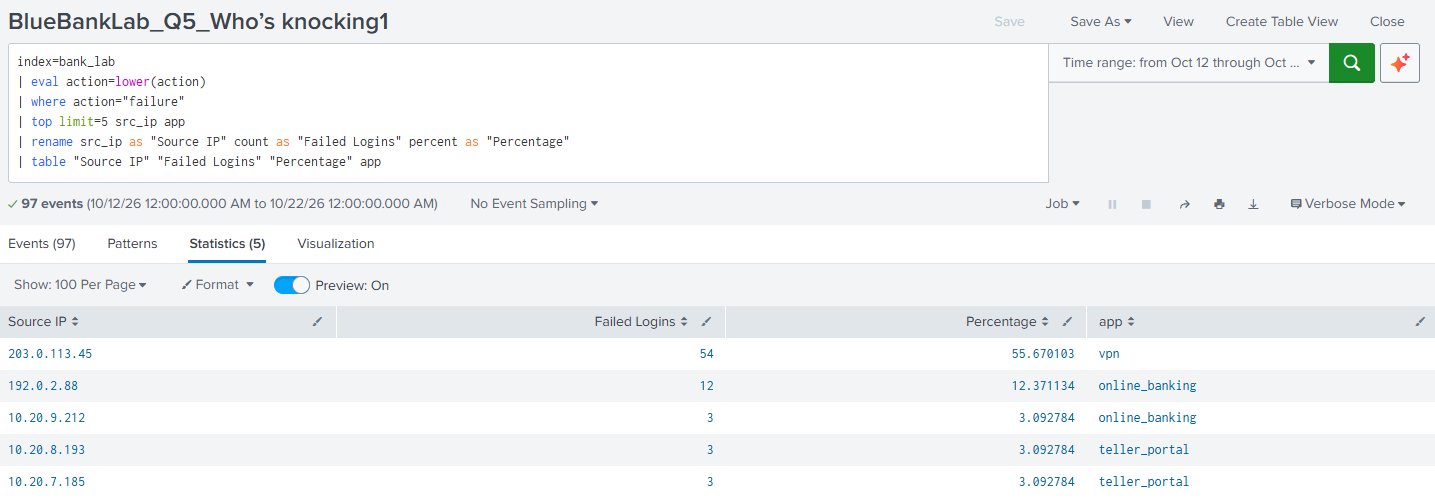 BlueBankLab_Q5_Who’s knocking1
Save Save As View Create Table View Close
index=bank_lab
| eval action=lower(action)
| where action="failure"
| top limit=5 src_ip app
| rename src_ip as "Source IP" count as "Failed Logins" percent as "Percentage"
| table "Source IP" "Failed Logins" "Percentage" app
Time range: from Oct 12 through Oct ...
97 events (10/12/26 12:00:00.000 AM to 10/22/26 12:00:00.000 AM) No Event Sampling Job Verbose Mode
Events (97) Patterns Statistics (5) Visualization
Show: 100 Per Page Format Preview: On
Source IP Failed Logins Percentage app
203.0.113.45 54 55.670103 vpn
192.0.2.88 12 12.371134 online_banking
10.20.9.212 3 3.092784 online_banking
10.20.8.193 3 3.092784 teller_portal
10.20.7.185 3 3.092784 teller_portal